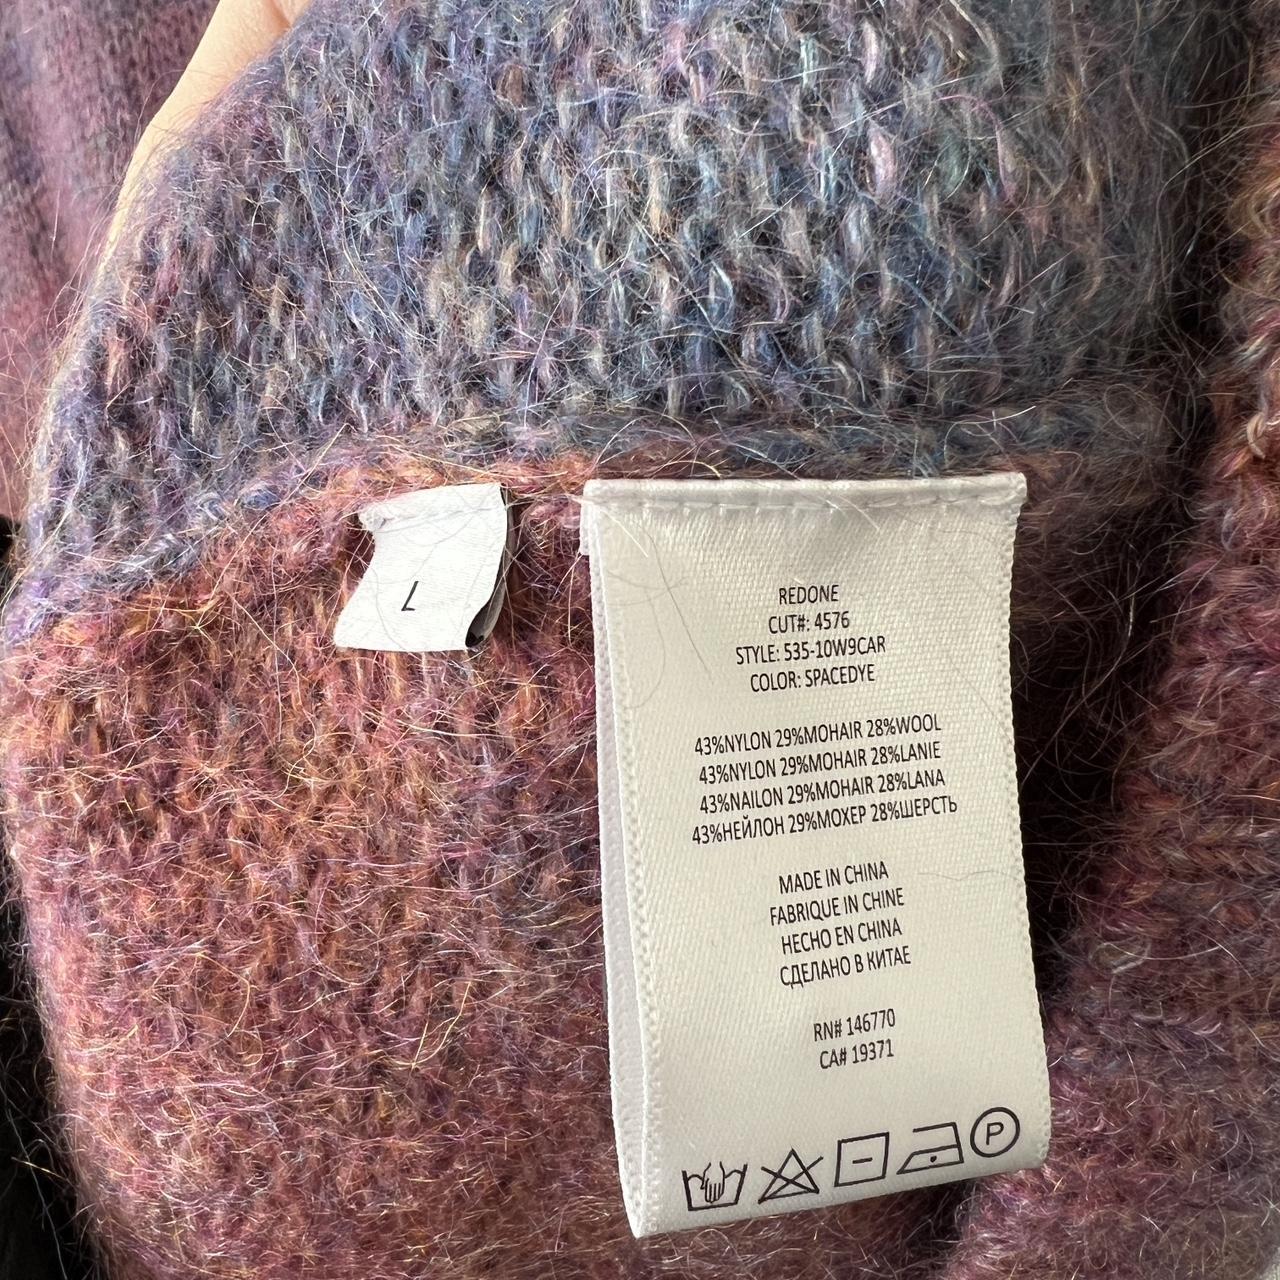 L
REDONE
CUT#: 4576
STYLE: 535-10W9CAR
COLOR: SPACEDYE
43%NYLON 29%MOHAIR 28%WOOL
43%NYLON 29%MOHAIR 28%LANIE
43%NAILON 29%MOHAIR 28%LANA
43%НЕЙЛОН 29%МОХЕР 28%ШЕРСТЬ
MADE IN CHINA
FABRIQUE IN CHINE
HECHO EN CHINA
СДЕЛАНО В КИТАЕ
RN# 146770
CA# 19371
P